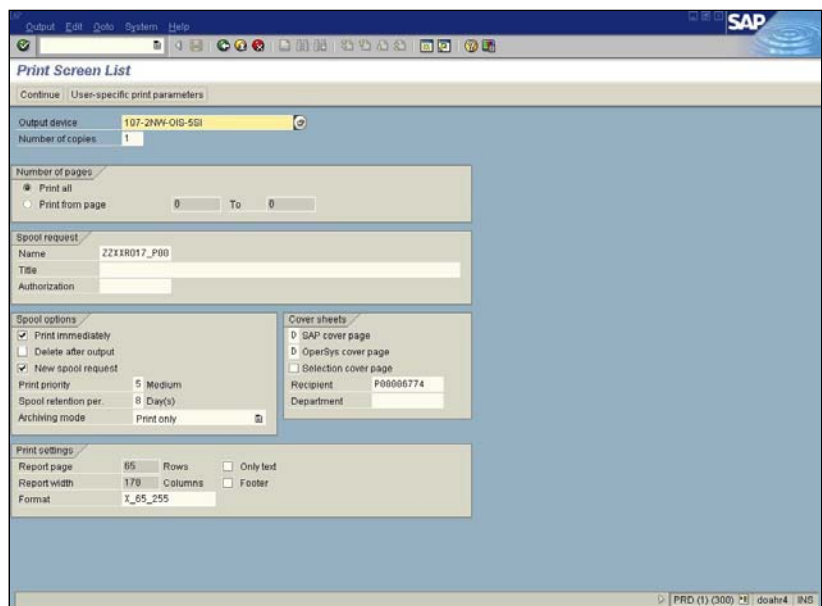 Output Edit Goto System Help
SAP
Print Screen List
Continue User-specific print parameters
Output device 107-2NW-OIS-5SI
Number of copies 1
Number of pages
Print all
Print from page 0 To 0
Spool request
Name ZZXXR017_P00
Title
Authorization
Spool options
Print immediately
Delete after output
New spool request
Print priority 5 Medium
Spool retention per. 8 Day(s)
Archiving mode Print only
Cover sheets
D SAP cover page
D OperSys cover page
Selection cover page
Recipient P00006774
Department
Print settings
Report page 65 Rows Only text
Report width 170 Columns Footer
Format X_65_255
PRD (1) (300) doahr4 INS